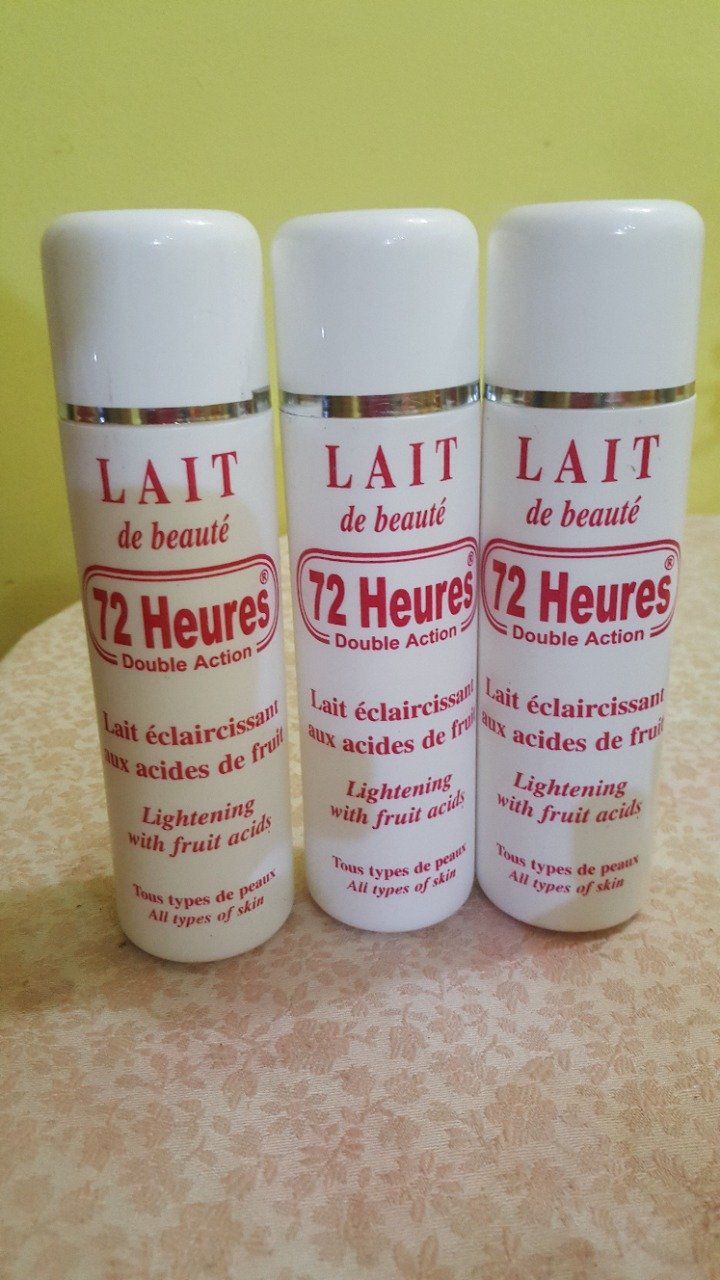 LAIT
de beauté
72 Heures®
Double Action
Lait éclaircissant
aux acides de fruit
Lightening
with fruit acids
Tous types de peaux
All types of skin
LAIT
de beauté
72 Heures
Double Action
Lait éclaircissant
aux acides de fruit
Lightening
with fruit acids
Tous types de peaux
All types of skin
LAIT
de beauté
72 Heures®
Double Action
Lait éclaircissant
aux acides de fruit
Lightening
with fruit acids
Tous types de peaux
All types of skin